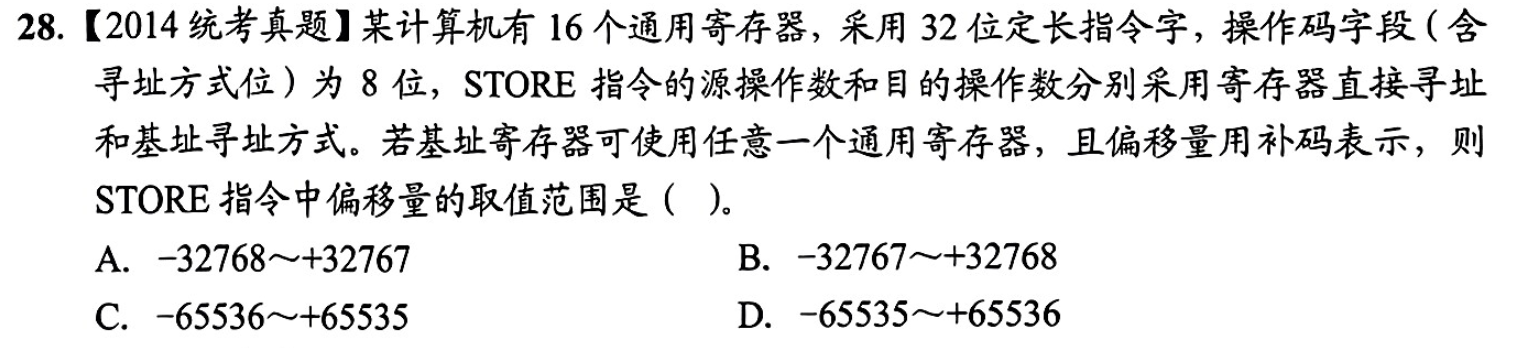 28.【2014 统考真题】某计算机有 16 个通用寄存器，采用 32 位定长指令字，操作码字段（含
寻址方式位）为 8 位，STORE 指令的源操作数和目的操作数分别采用寄存器直接寻址
和基址寻址方式。若基址寄存器可使用任意一个通用寄存器，且偏移量用补码表示，则
STORE 指令中偏移量的取值范围是（ ）。
A. −32768～+32767 B. −32767～+32768
C. −65536～+65535 D. −65535～+65536